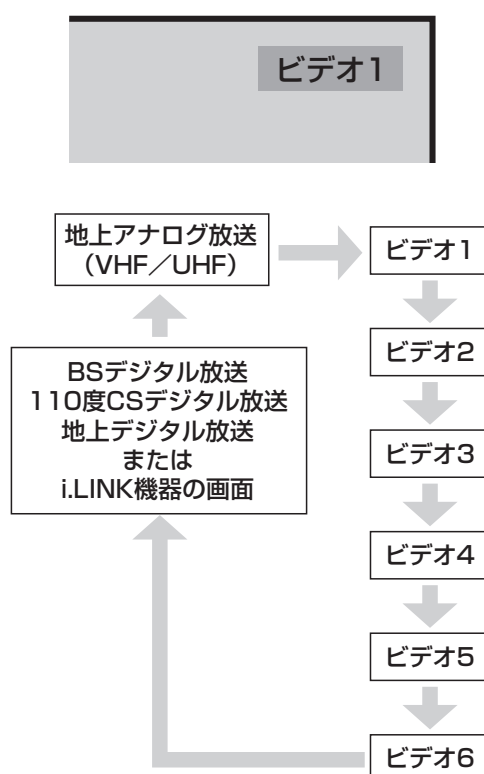 ビデオ1
地上アナログ放送
（VHF／UHF）
ビデオ1
ビデオ2
ビデオ3
ビデオ4
ビデオ5
ビデオ6
BSデジタル放送
110度CSデジタル放送
地上デジタル放送
または
i.LINK機器の画面